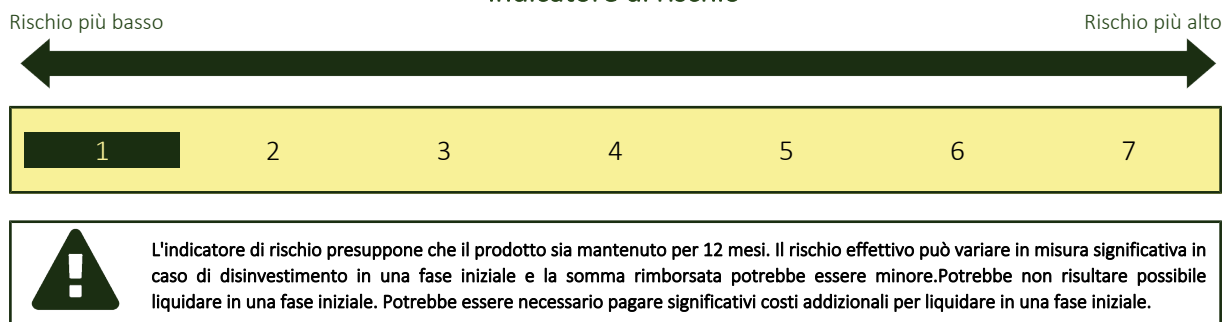 Indicatore di rischio
Rischio più basso
Rischio più alto
1 2 3 4 5 6 7
L'indicatore di rischio presuppone che il prodotto sia mantenuto per 12 mesi. Il rischio effettivo può variare in misura significativa in
caso di disinvestimento in una fase iniziale e la somma rimborsata potrebbe essere minore.Potrebbe non risultare possibile
liquidare in una fase iniziale. Potrebbe essere necessario pagare significativi costi addizionali per liquidare in una fase iniziale.